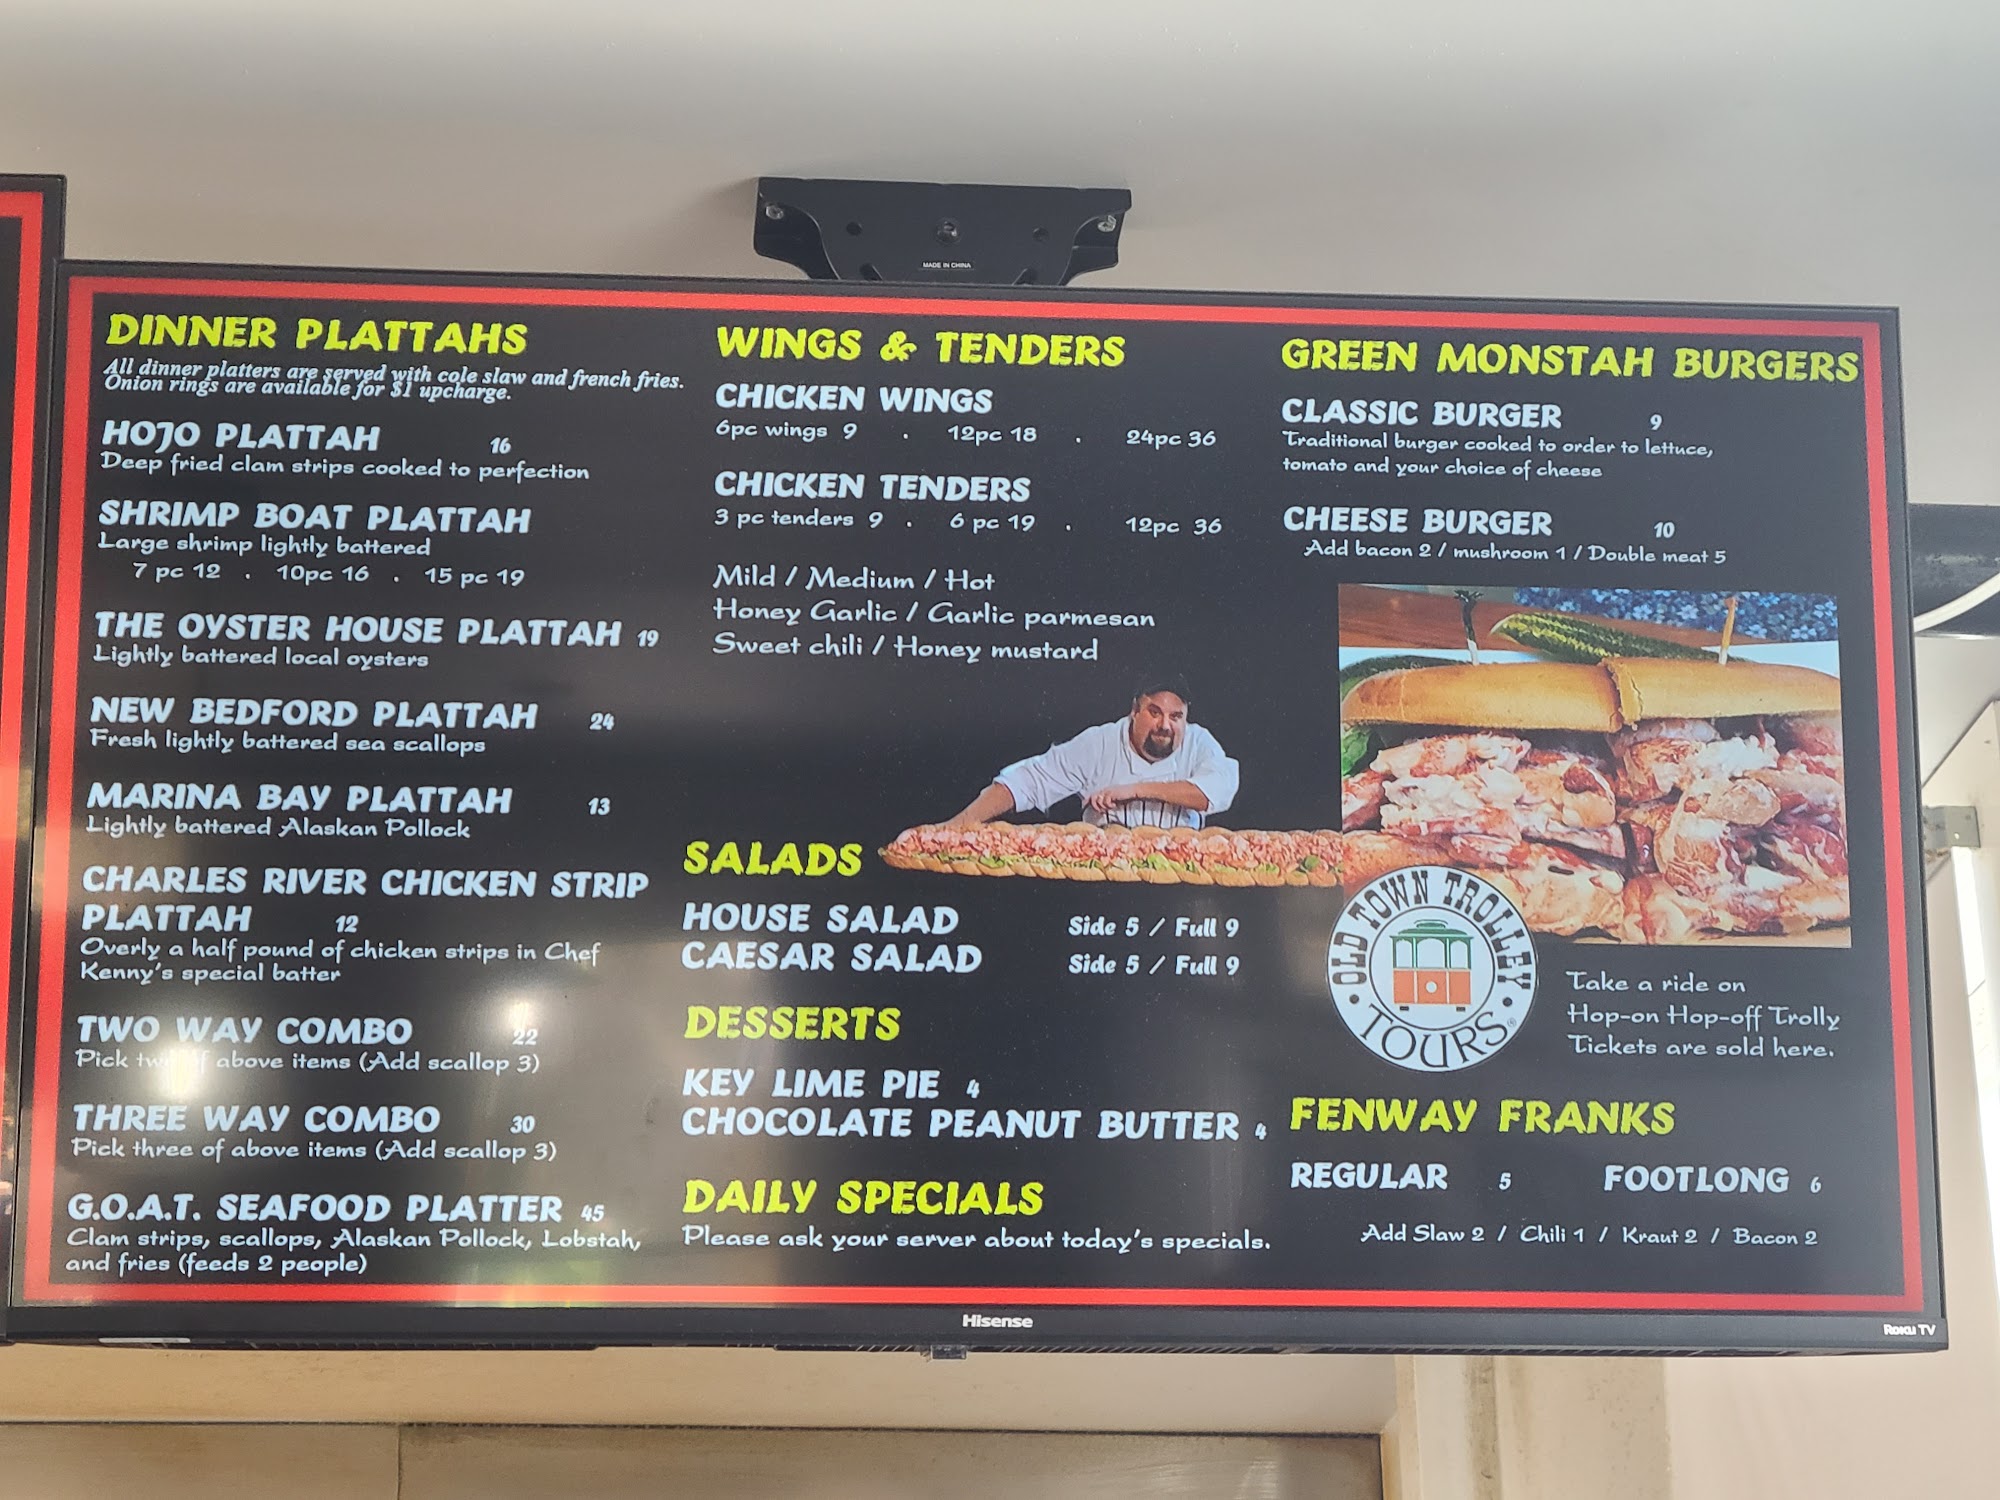 MADE IN CHINA
DINNER PLATTAHS
All dinner platters are served with cole slaw and french fries.
Onion rings are available for $1 upcharge.
HOJO PLATTAH 16
Deep fried clam strips cooked to perfection
SHRIMP BOAT PLATTAH
Large shrimp lightly battered
7 pc 12 . 10pc 16 . 15 pc 19
THE OYSTER HOUSE PLATTAH 19
Lightly battered local oysters
NEW BEDFORD PLATTAH 24
Fresh lightly battered sea scallops
MARINA BAY PLATTAH 13
Lightly battered Alaskan Pollock
CHARLES RIVER CHICKEN STRIP
PLATTAH 12
Overly a half pound of chicken strips in Chef
Kenny's special batter
TWO WAY COMBO 22
Pick two of above items (Add scallop 3)
THREE WAY COMBO 30
Pick three of above items (Add scallop 3)
G.O.A.T. SEAFOOD PLATTER 45
Clam strips, scallops, Alaskan Pollock, Lobstah,
and fries (feeds 2 people)
WINGS & TENDERS
CHICKEN WINGS
6pc wings 9 . 12pc 18 . 24pc 36
CHICKEN TENDERS
3 pc tenders 9 . 6 pc 19 . 12pc 36
Mild / Medium / Hot
Honey Garlic / Garlic parmesan
Sweet chili / Honey mustard
SALADS
HOUSE SALAD Side 5 / Full 9
CAESAR SALAD Side 5 / Full 9
DESSERTS
KEY LIME PIE 4
CHOCOLATE PEANUT BUTTER 4
DAILY SPECIALS
Please ask your server about today's specials.
GREEN MONSTAH BURGERS
CLASSIC BURGER 9
Traditional burger cooked to order to lettuce,
tomato and your choice of cheese
CHEESE BURGER 10
Add bacon 2 / mushroom 1 / Double meat 5
OLD TOWN TROLLEY
TOURS®
Take a ride on
Hop-on Hop-off Trolly
Tickets are sold here.
FENWAY FRANKS
REGULAR 5 FOOTLONG 6
Add Slaw 2 / Chili 1 / Kraut 2 / Bacon 2
Hisense
Roku TV